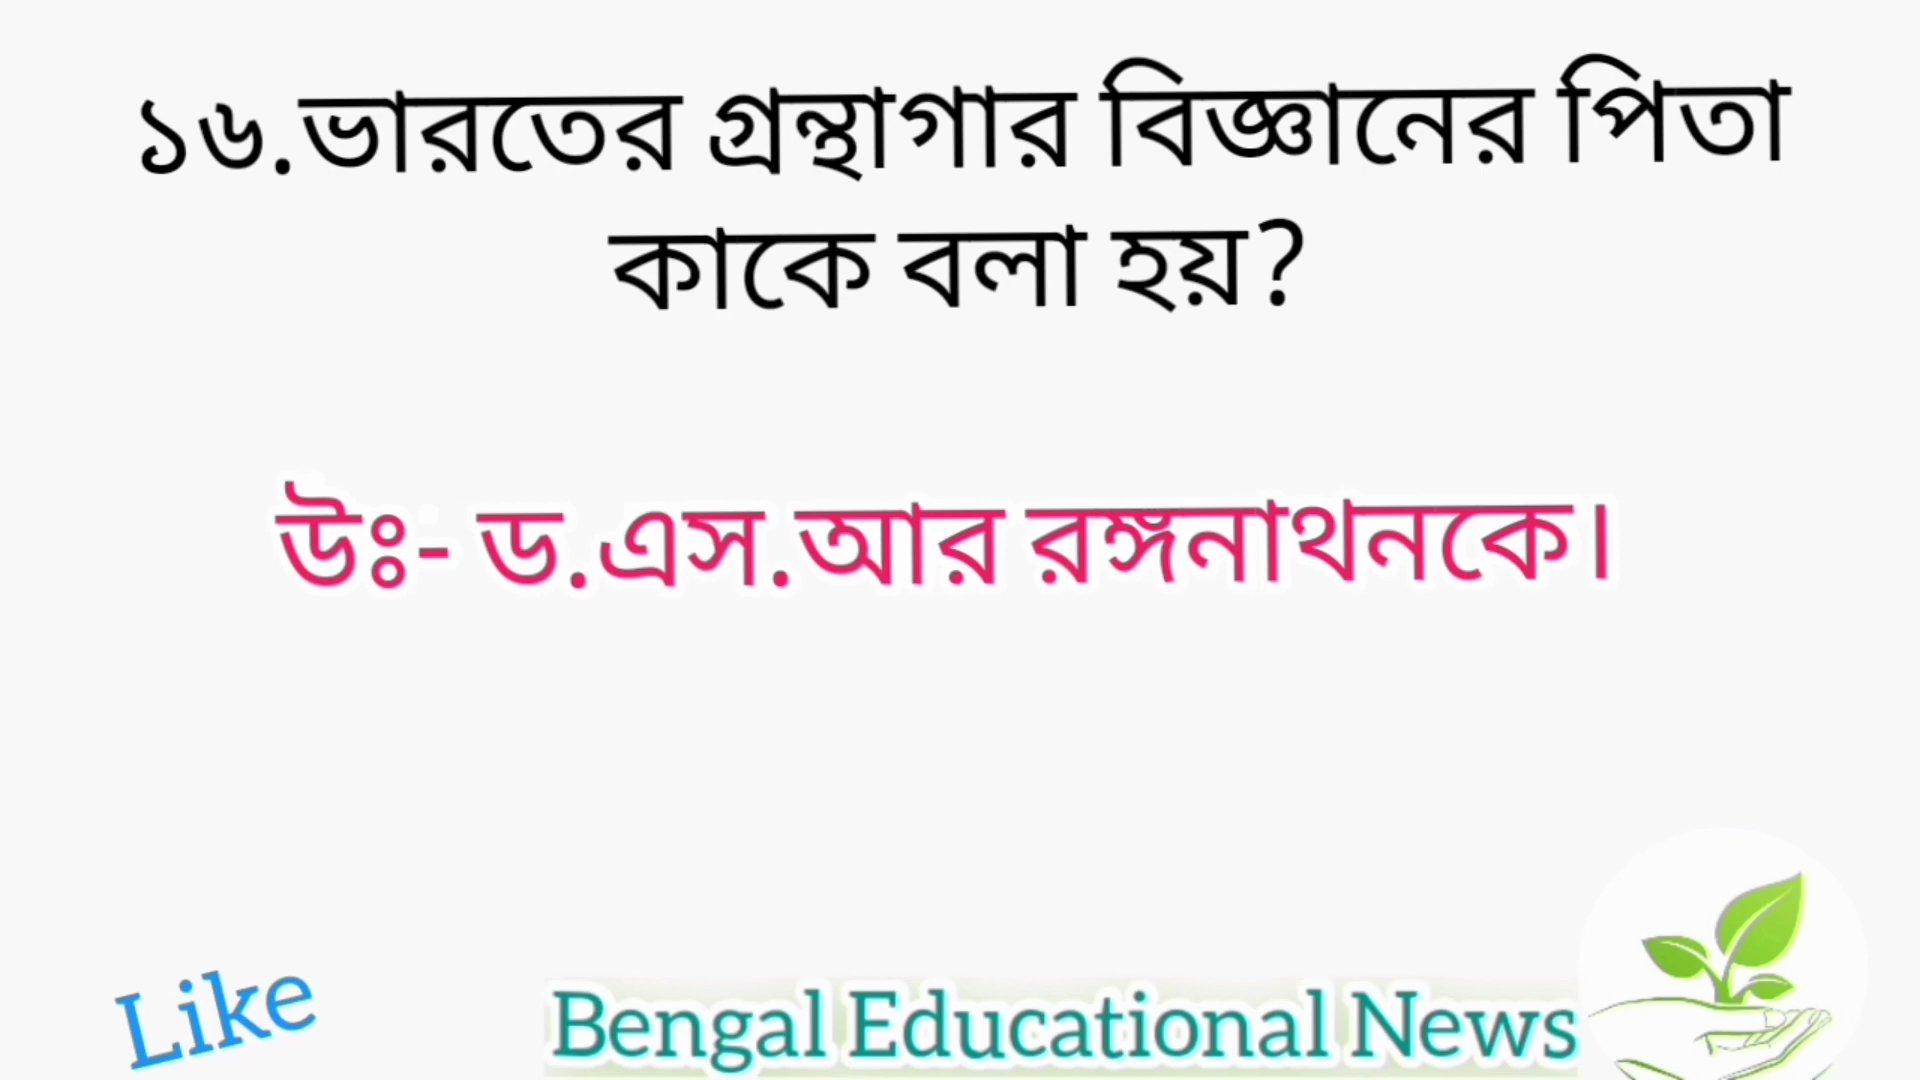 ১৬.ভারতের গ্রন্থাগার বিজ্ঞানের পিতা
কাকে বলা হয়?
উঃ- ড.এস.আর রঙ্গনাথনকে।
Like
Bengal Educational News